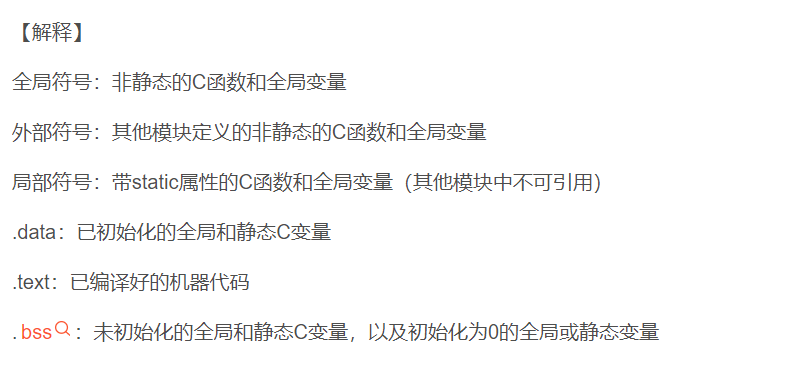 【解释】
全局符号：非静态的C函数和全局变量
外部符号：其他模块定义的非静态的C函数和全局变量
局部符号：带static属性的C函数和全局变量（其他模块中不可引用）
.data：已初始化的全局和静态C变量
.text：已编译好的机器代码
.bss：未初始化的全局和静态C变量，以及初始化为0的全局或静态变量